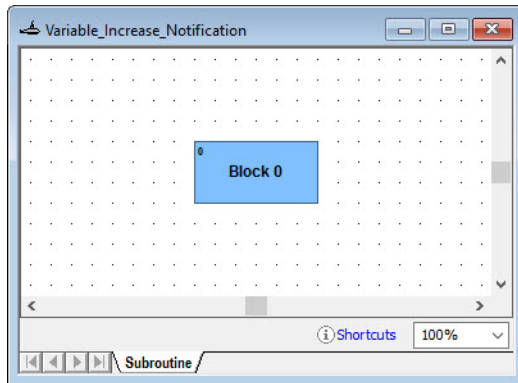 Variable_Increase_Notification
0
Block 0
Shortcuts 100%
Subroutine